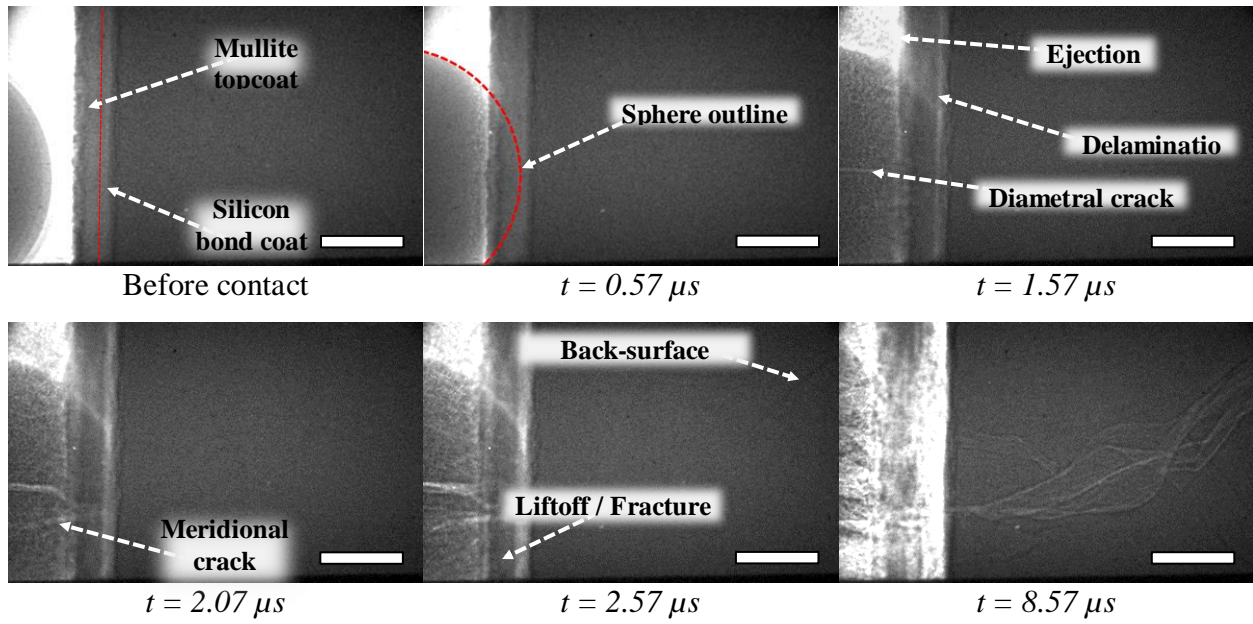 Mullite
topcoat
Silicon
bond coat
Before contact
Sphere outline
t = 0.57 µs
Ejection
Delaminatio
Diametral crack
t = 1.57 µs
Meridional
crack
t = 2.07 µs
Back-surface
Liftoff / Fracture
t = 2.57 µs
t = 8.57 µs